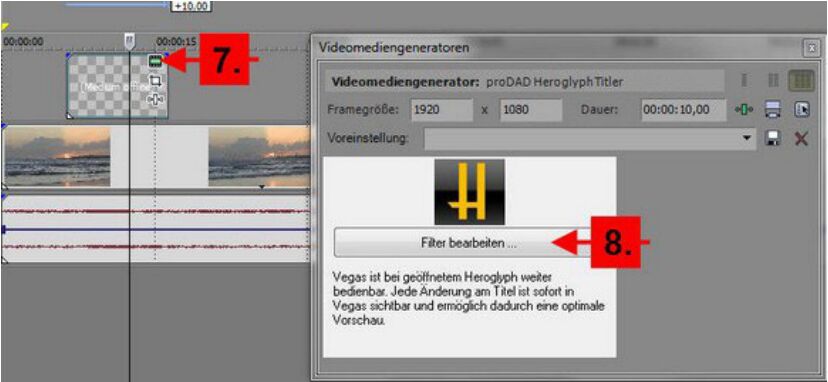 +10.00
00:00:00
00:00:15
7.
(Medium offline)
Videomediengeneratoren
Videomediengenerator: proDAD Heroglyph Titler
Framegröße: 1920 x 1080 Dauer: 00:00:10,00
Voreinstellung:
Filter bearbeiten ...
8.
Vegas ist bei geöffnetem Heroglyph weiter
bedienbar. Jede Änderung am Titel ist sofort in
Vegas sichtbar und ermöglich dadurch eine optimale
Vorschau.